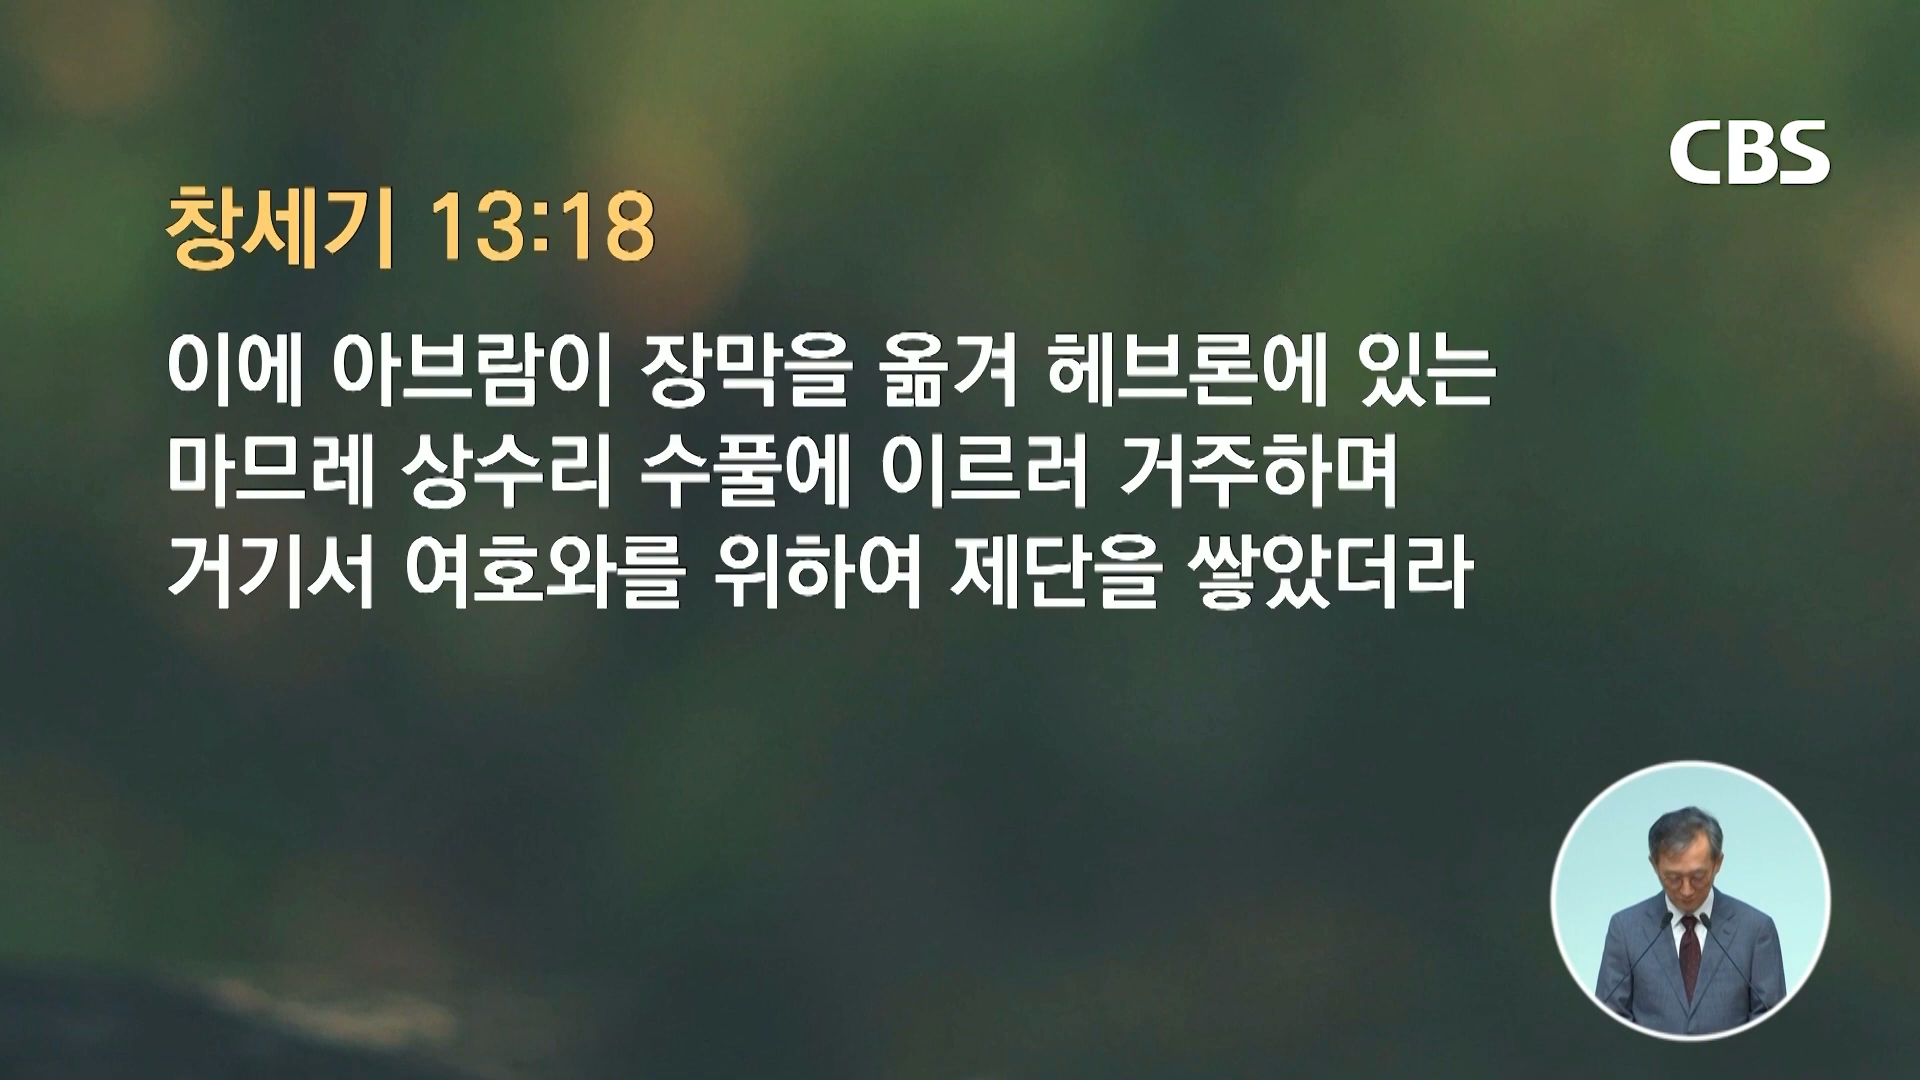 CBS
창세기 13:18
이에 아브람이 장막을 옮겨 헤브론에 있는
마므레 상수리 수풀에 이르러 거주하며
거기서 여호와를 위하여 제단을 쌓았더라